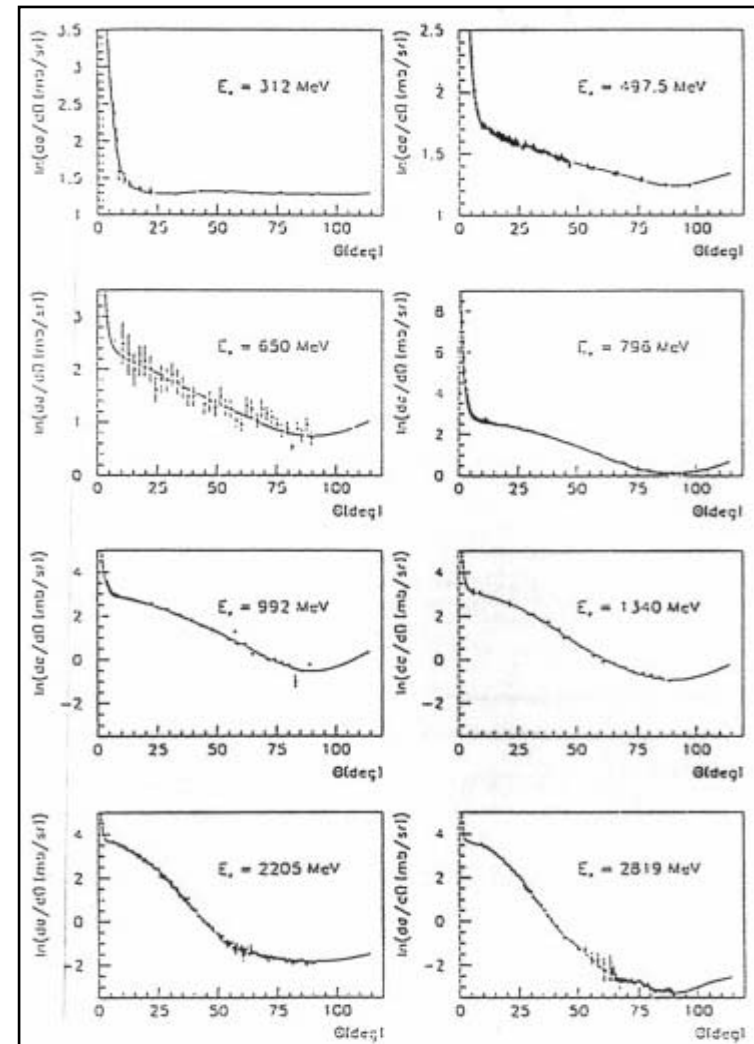 ln(dσ/dΩ [mb/sr])
3.5
3
2.5
2
1.5
1
E. = 312 MeV
0 25 50 75 100
Θ[deg]
ln(dσ/dΩ [mb/sr])
2.5
2
1.5
1
E. = 497.5 MeV
0 25 50 75 100
Θ[deg]
ln(dσ/dΩ [mb/sr])
3
2
1
0
E. = 650 MeV
0 25 50 75 100
Θ[deg]
ln(dσ/dΩ [mb/sr])
8
6
4
2
0
E. = 796 MeV
0 25 50 75 100
Θ[deg]
ln(dσ/dΩ [mb/sr])
4
2
0
-2
E. = 992 MeV
0 25 50 75 100
Θ[deg]
ln(dσ/dΩ [mb/sr])
4
2
0
-2
E. = 1340 MeV
0 25 50 75 100
Θ[deg]
ln(dσ/dΩ [mb/sr])
4
2
0
-2
E. = 2205 MeV
0 25 50 75 100
Θ[deg]
ln(dσ/dΩ [mb/sr])
4
2
0
-2
E. = 2819 MeV
0 25 50 75 100
Θ[deg]